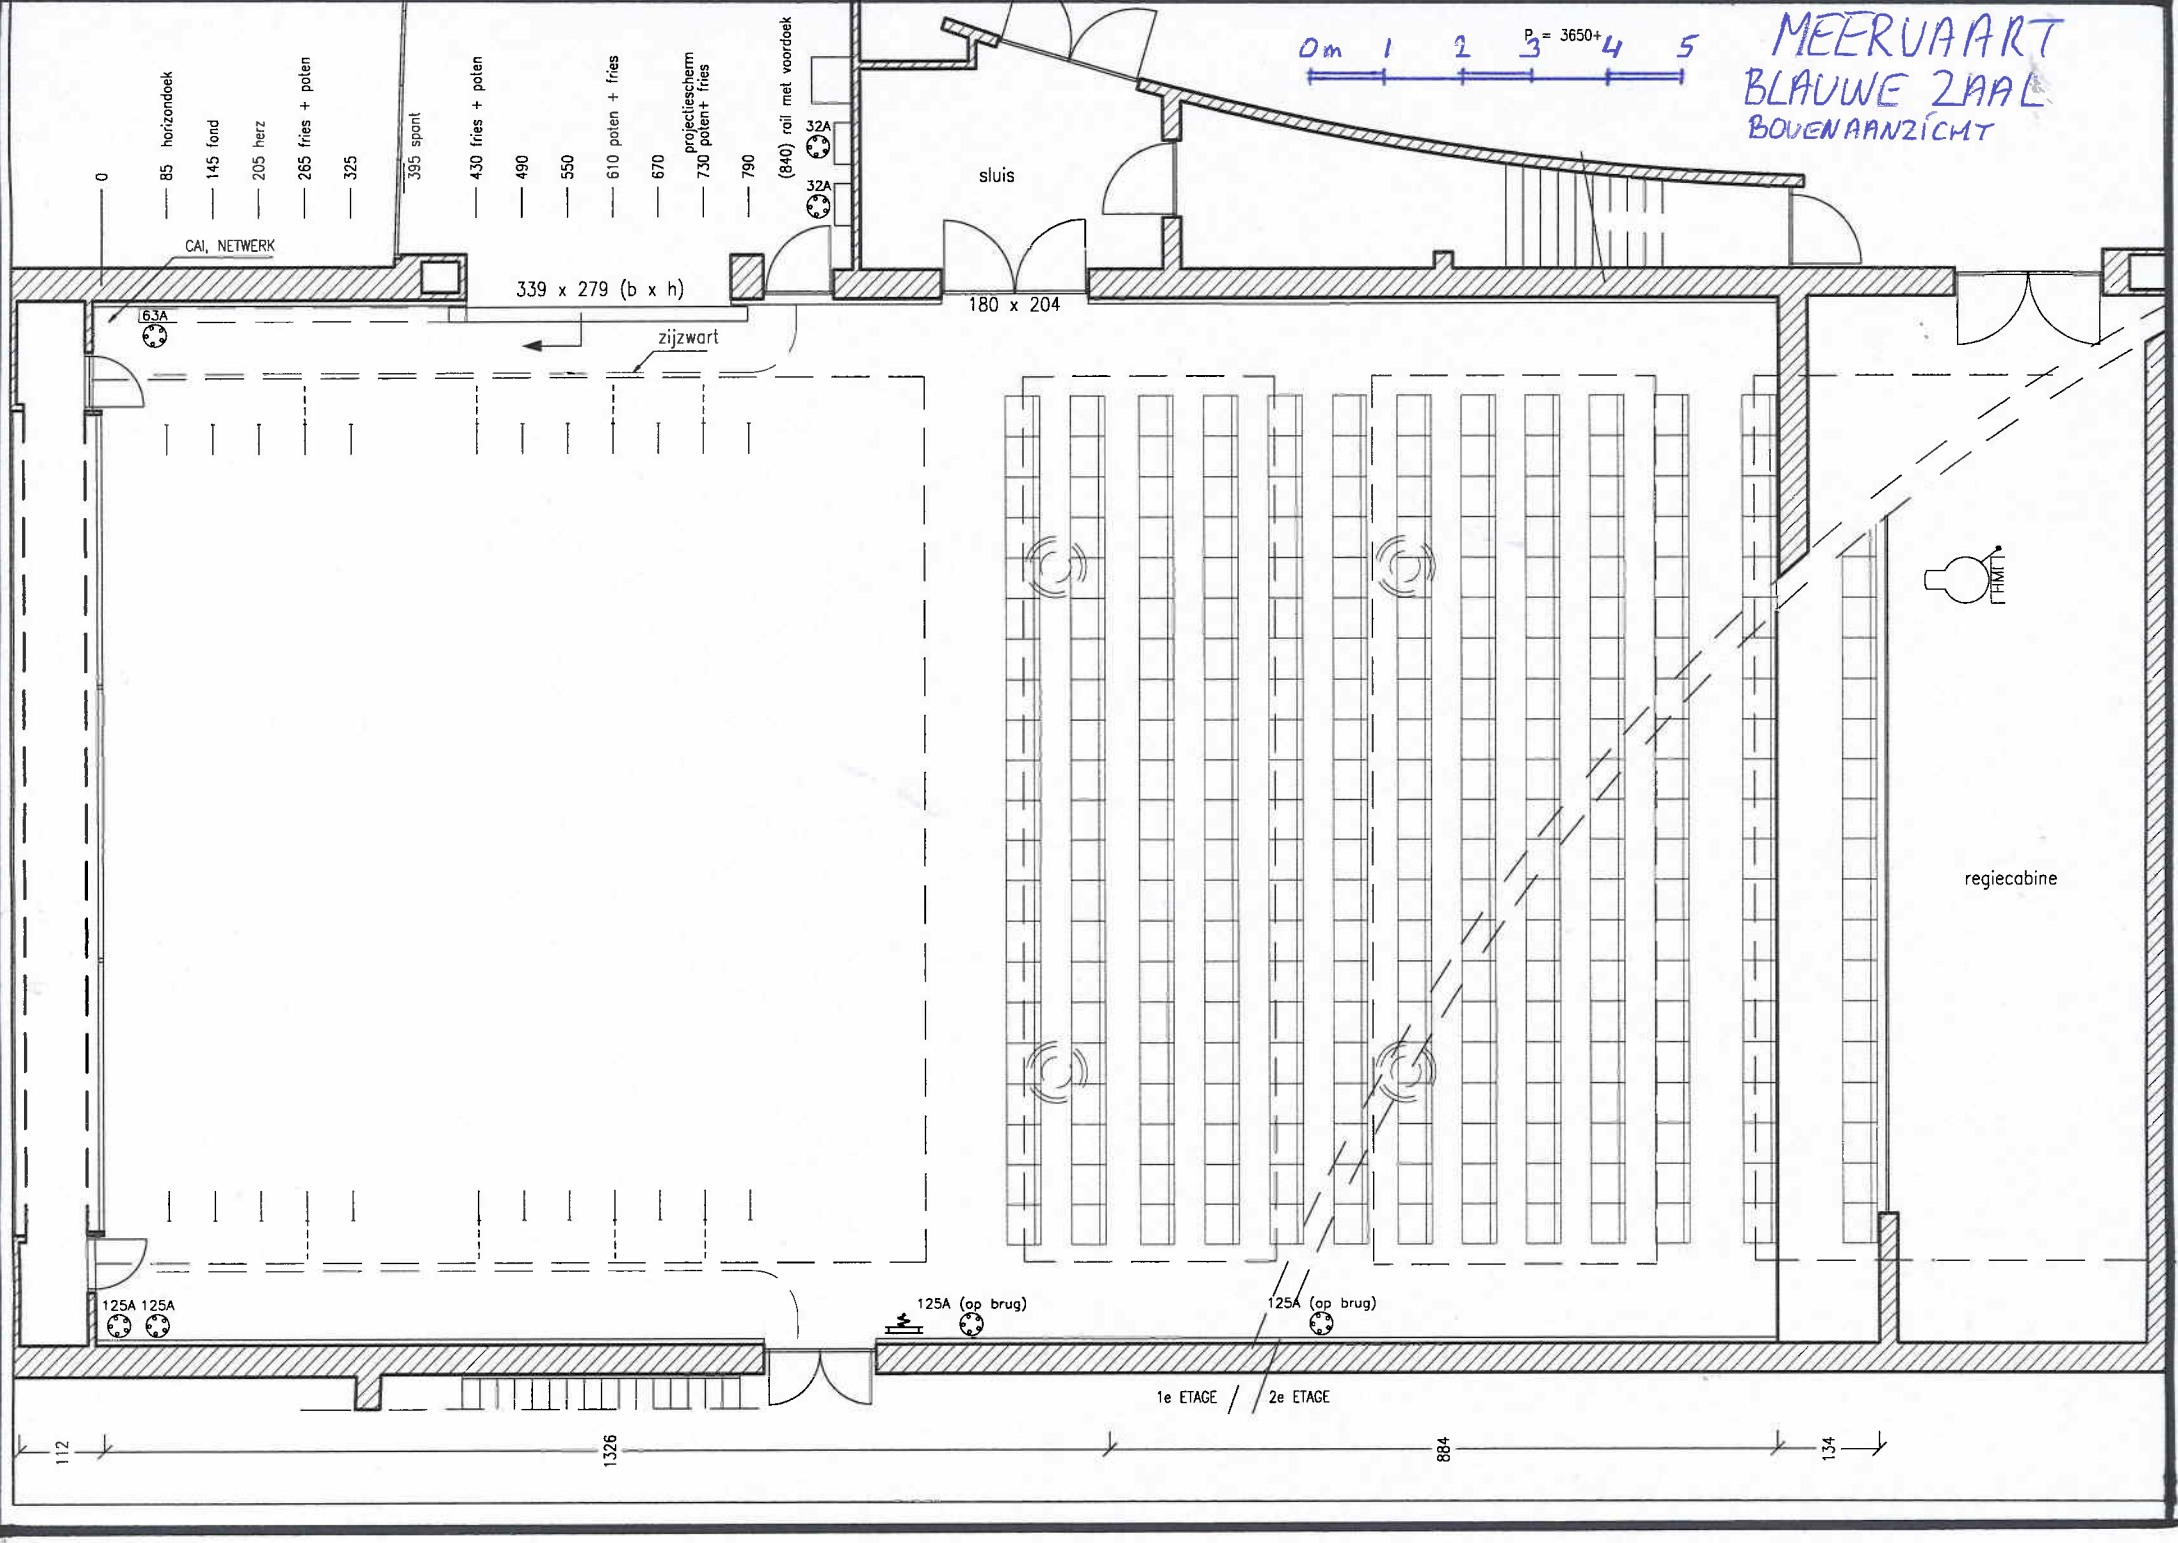 MEERVAART
BLAUWE ZAAL
BOVENAANZICHT
0m 1 2 3 4 5
P = 3650+
0
85 horizondoek
145 fond
205 herz
265 fries + poten
325
395 spant
430 fries + poten
490
550
610 poten + fries
670
projectiescherm
730 poten+ fries
790
(840) rail met voordoek
32A
32A
sluis
CAI, NETWERK
339 x 279 (b x h)
180 x 204
63A
zijzwart
HMI
regiecabine
125A 125A
125A (op brug)
125A (op brug)
1e ETAGE / / 2e ETAGE
112
1326
884
134